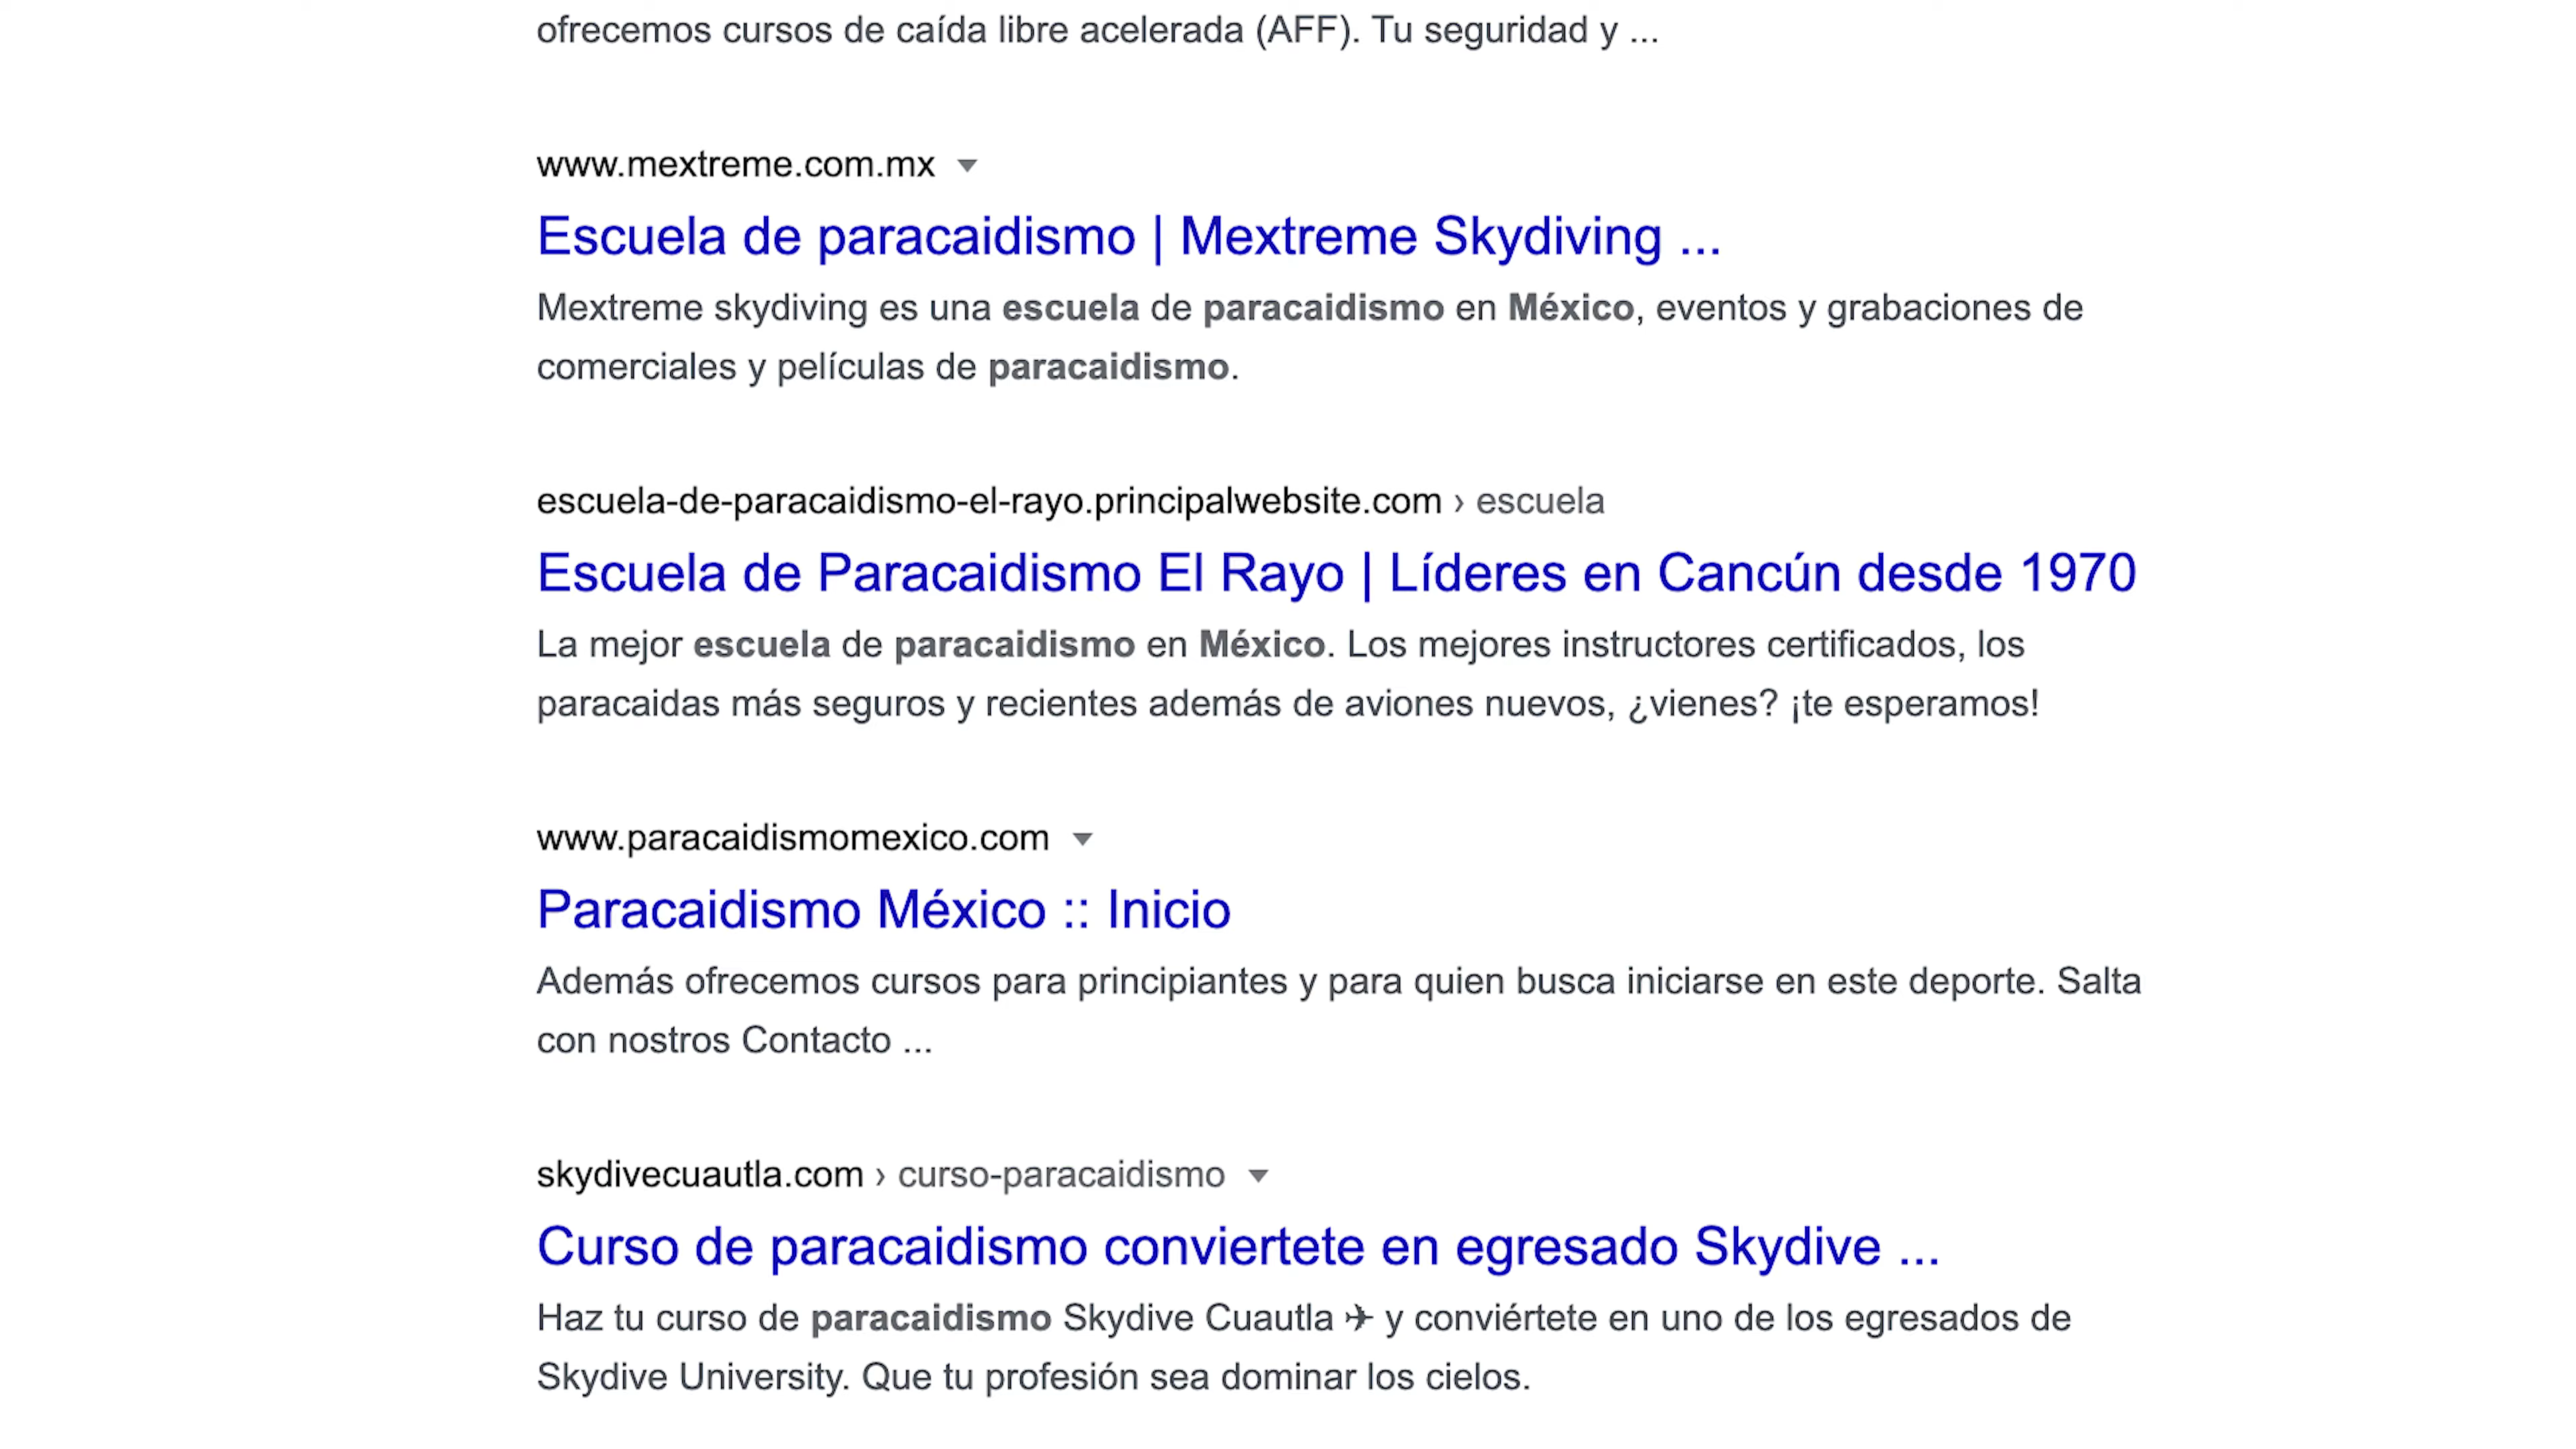 ofrecemos cursos de caída libre acelerada (AFF). Tu seguridad y ...
www.mextreme.com.mx
Escuela de paracaidismo | Mextreme Skydiving ...
Mextreme skydiving es una escuela de paracaidismo en México, eventos y grabaciones de
comerciales y películas de paracaidismo.
escuela-de-paracaidismo-el-rayo.principalwebsite.com › escuela
Escuela de Paracaidismo El Rayo | Líderes en Cancún desde 1970
La mejor escuela de paracaidismo en México. Los mejores instructores certificados, los
paracaidas más seguros y recientes además de aviones nuevos, ¿vienes? ¡te esperamos!
www.paracaidismomexico.com
Paracaidismo México :: Inicio
Además ofrecemos cursos para principiantes y para quien busca iniciarse en este deporte. Salta
con nostros Contacto ...
skydivecuautla.com › curso-paracaidismo
Curso de paracaidismo conviertete en egresado Skydive ...
Haz tu curso de paracaidismo Skydive Cuautla ✈ y conviértete en uno de los egresados de
Skydive University. Que tu profesión sea dominar los cielos.